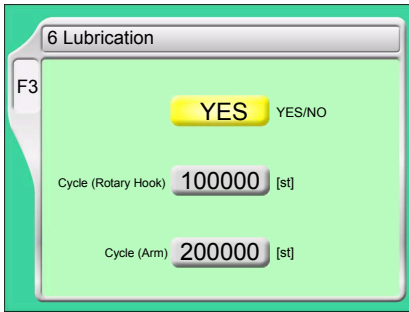 6 Lubrication
F3
YES YES/NO
Cycle (Rotary Hook) 100000 [st]
Cycle (Arm) 200000 [st]